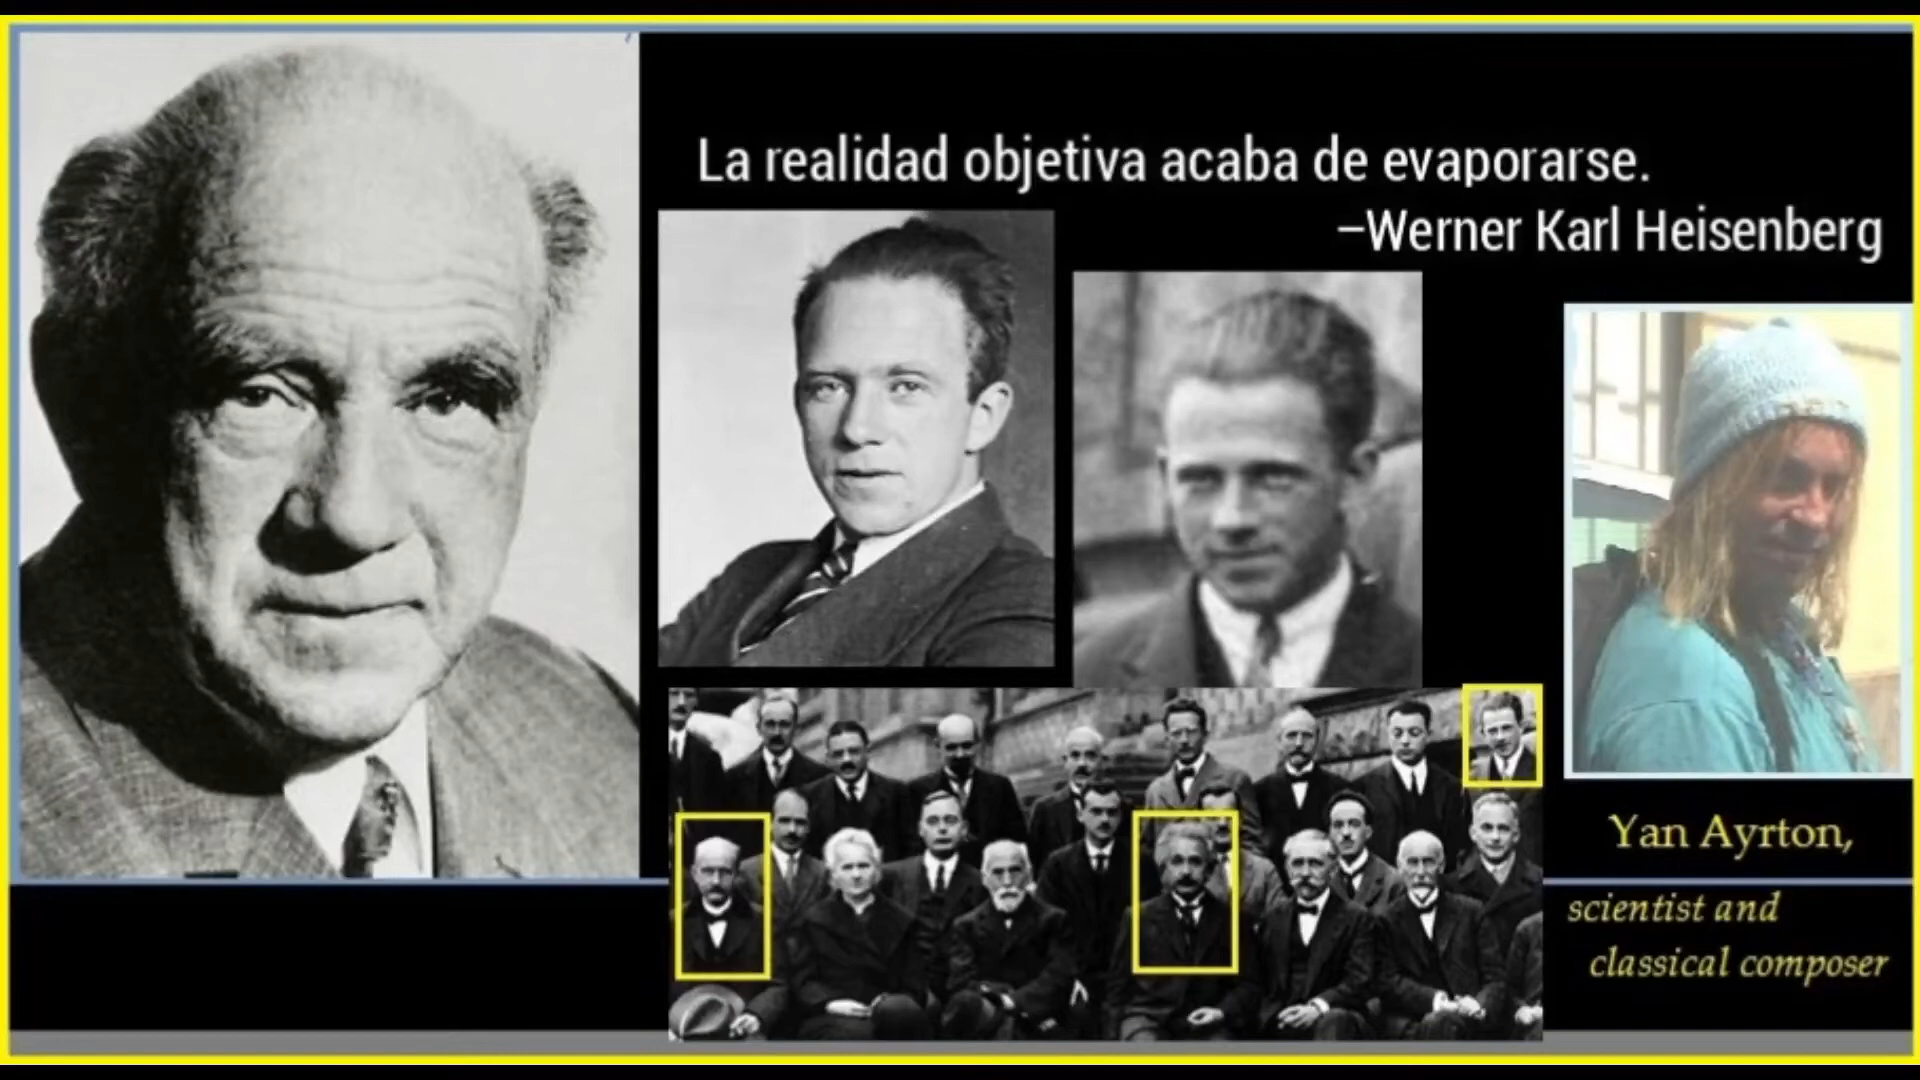 La realidad objetiva acaba de evaporarse.
–Werner Karl Heisenberg
Yan Ayrton,
scientist and
classical composer